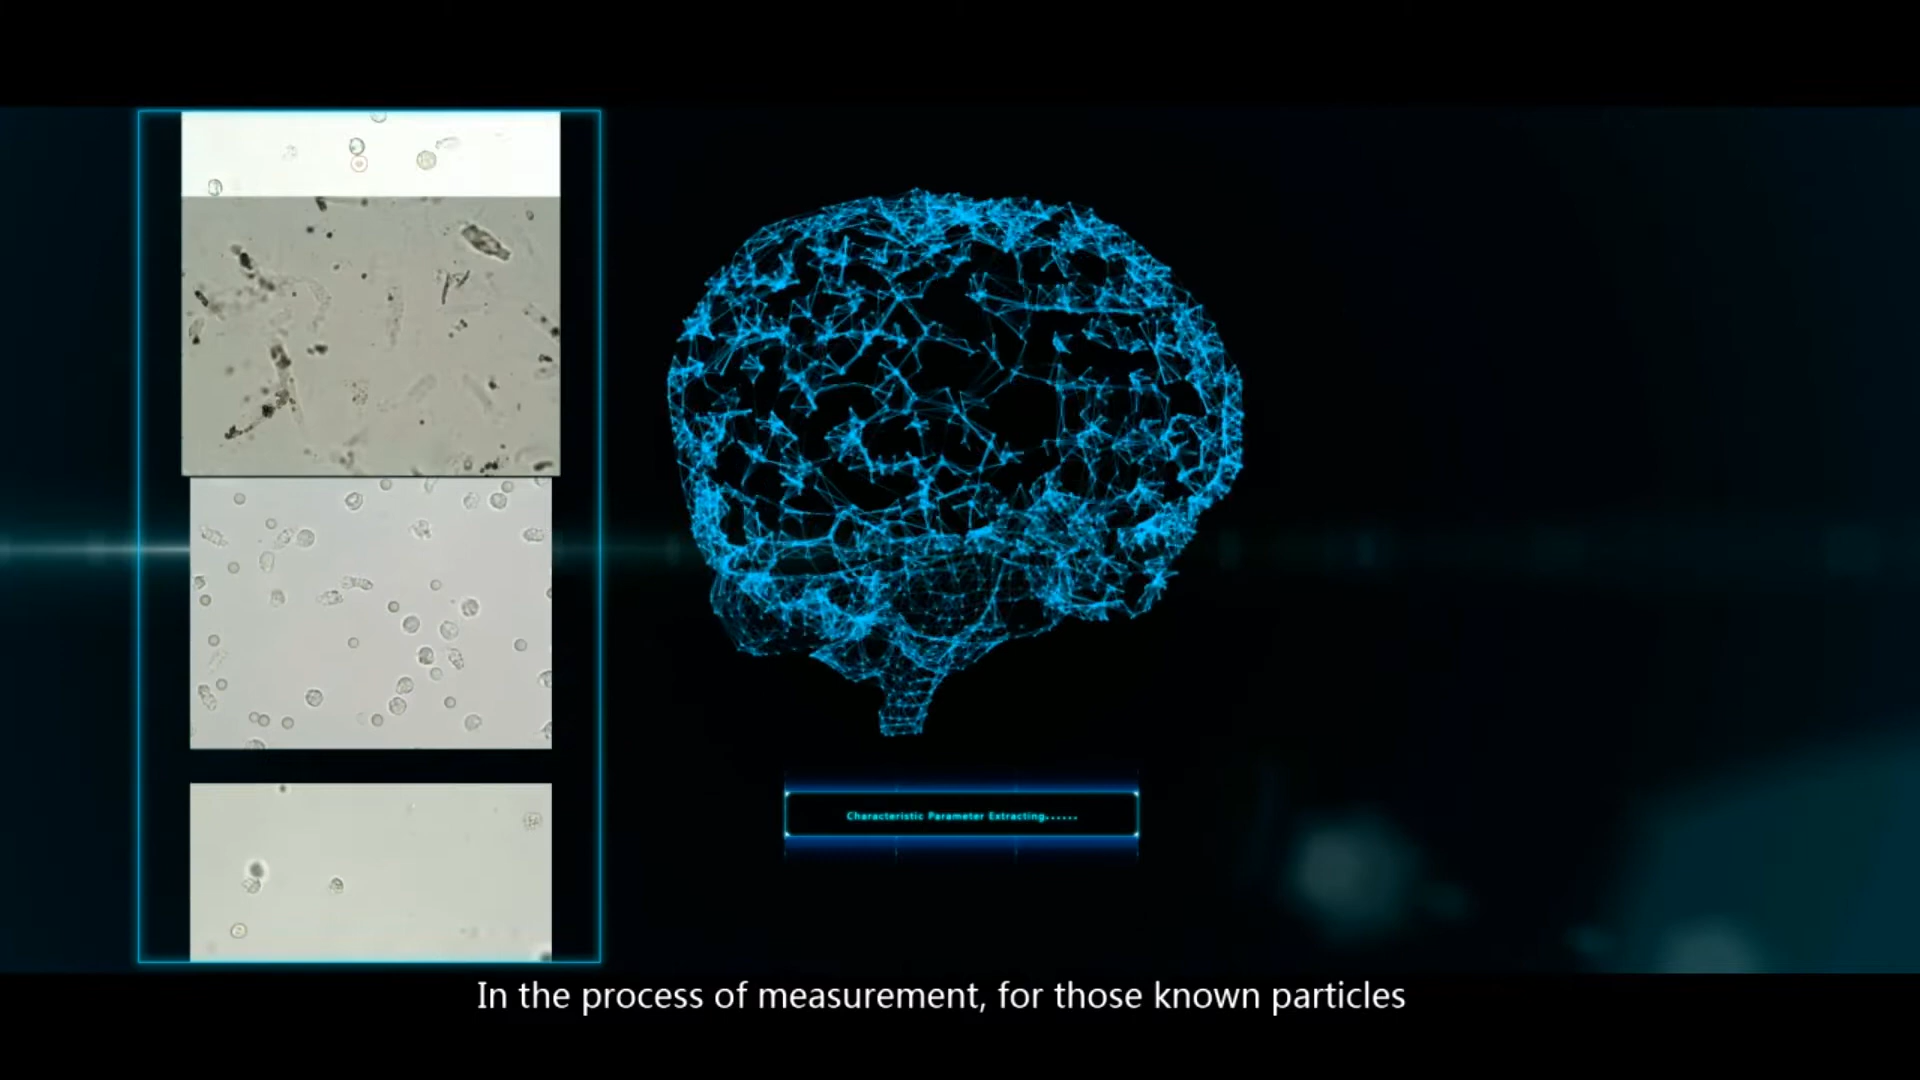 Characteristic Parameter Extracting......
In the process of measurement, for those known particles